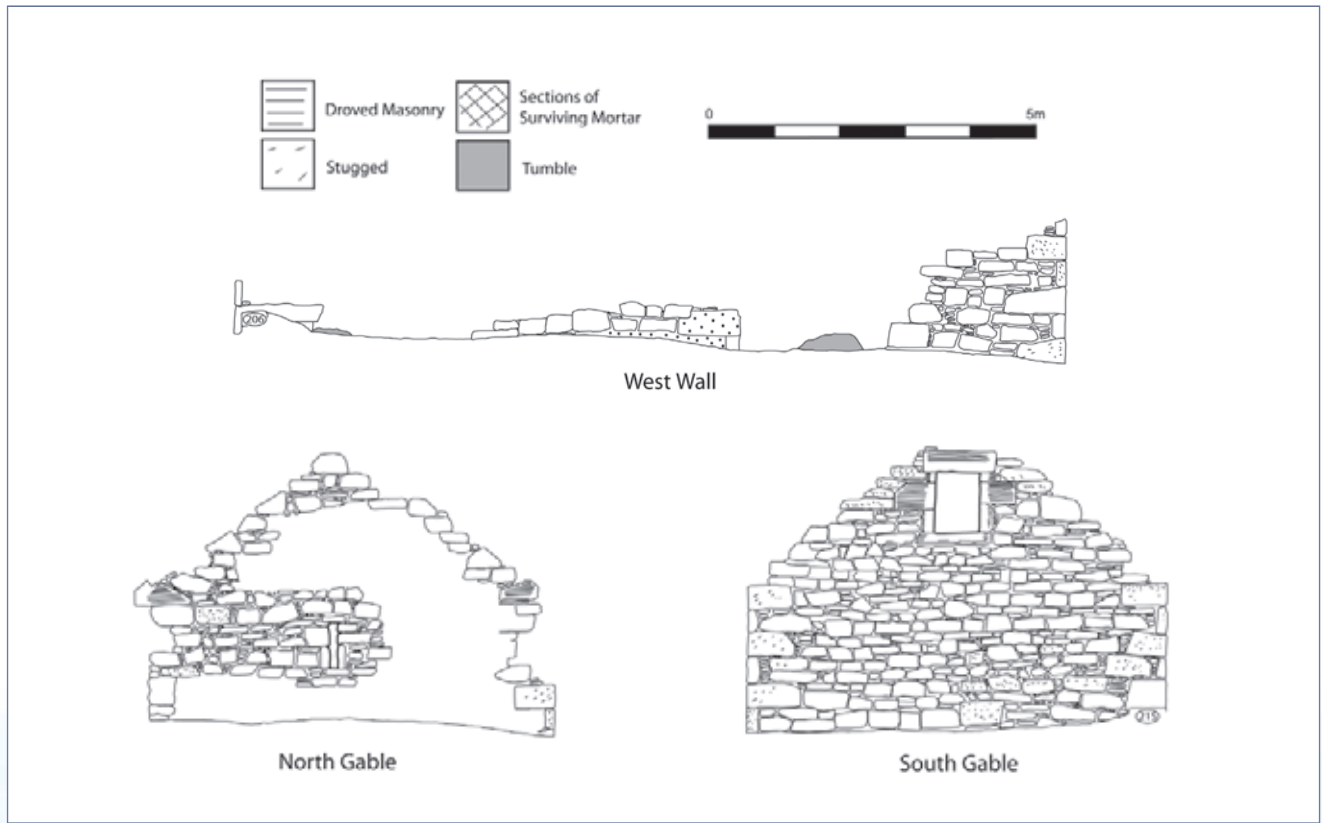 Droved Masonry
Sections of
Surviving Mortar
Stugged
Tumble
0 5m
206
West Wall
219
North Gable
South Gable